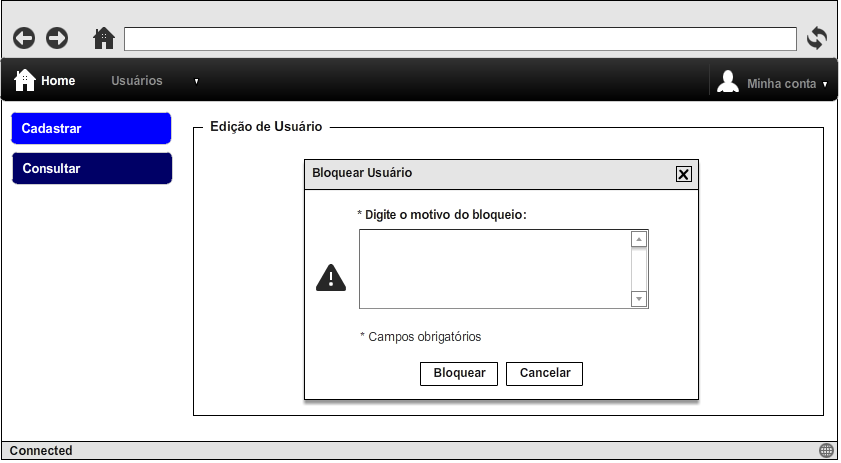 Home
Usuários
Minha conta
Cadastrar
Consultar
Edição de Usuário
Bloquear Usuário
* Digite o motivo do bloqueio:
* Campos obrigatórios
Bloquear
Cancelar
Connected